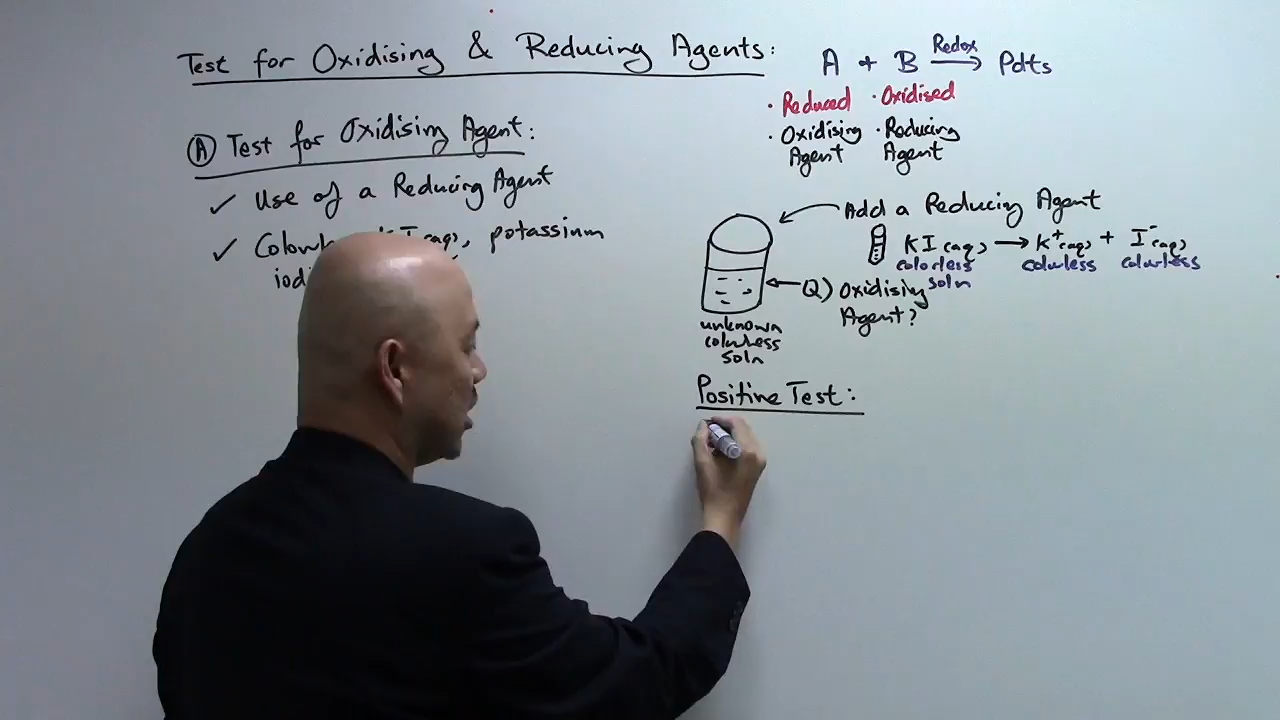 Test for Oxidising & Reducing Agents:
A + B Redox → Pdts
· Reduced · Oxidised
· Oxidising · Reducing
Agent Agent
Ⓐ Test for Oxidising Agent:
✓ Use of a Reducing Agent
✓ (aq), potassium
Add a Reducing Agent
KI (aq) → K⁺(aq) + I⁻(aq)
colorless colorless colorless
soln
Q) Oxidising
Agent?
unknown
colorless
soln
Positive Test: